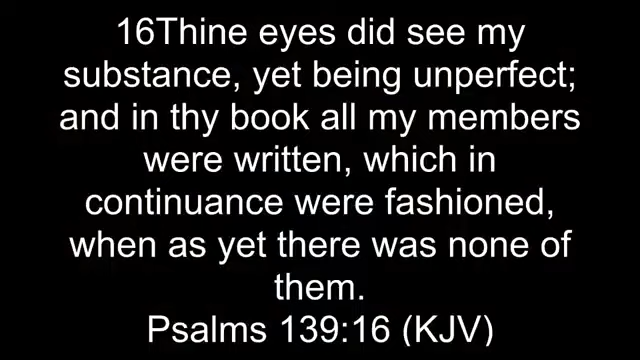 16Thine eyes did see my
substance, yet being unperfect;
and in thy book all my members
were written, which in
continuance were fashioned,
when as yet there was none of
them.
Psalms 139:16 (KJV)